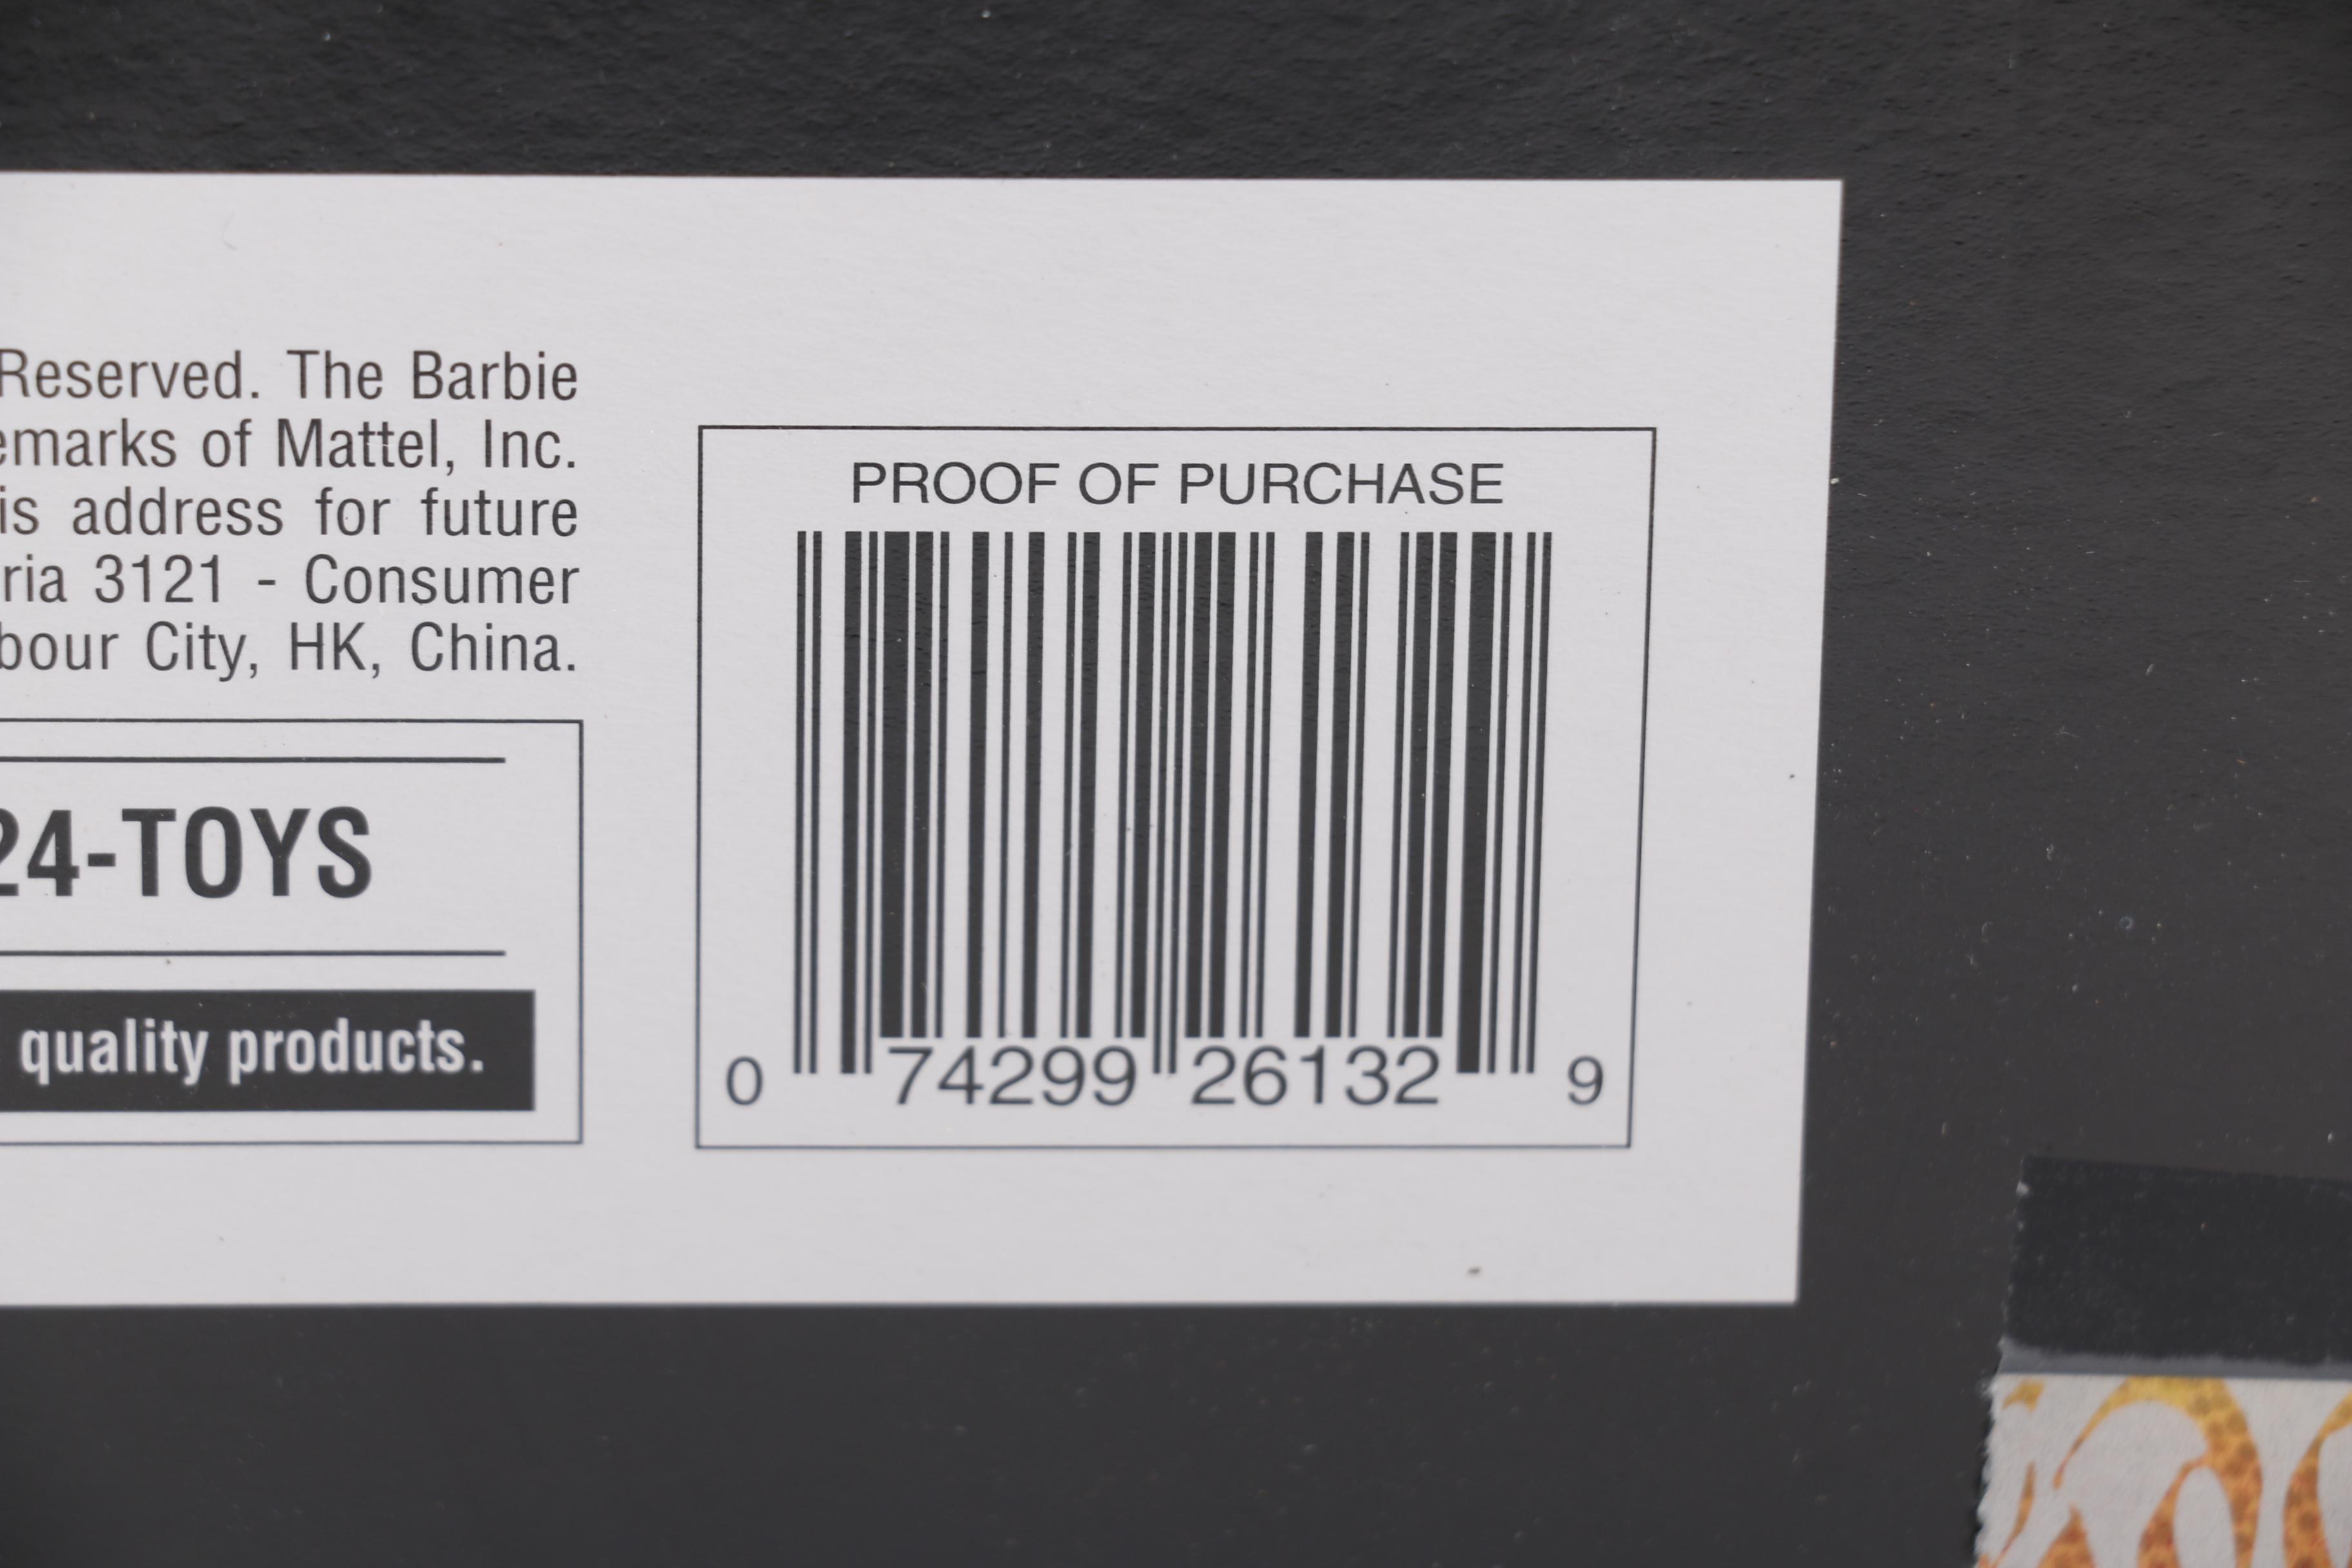 Reserved. The Barbie
emarks of Mattel, Inc.
is address for future
ria 3121 - Consumer
bour City, HK, China.
24-TOYS
quality products.
PROOF OF PURCHASE
0 74299 26132 9